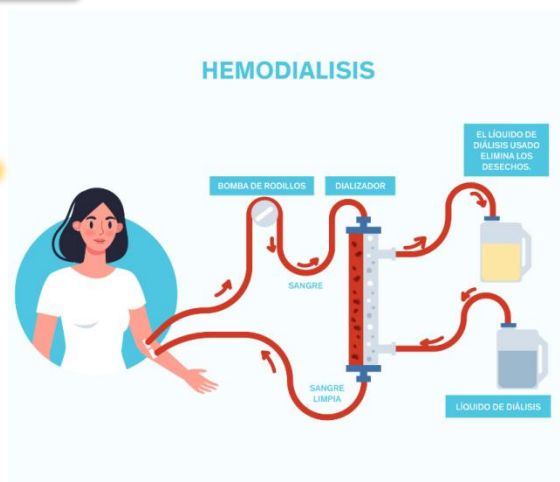 HEMODIALISIS
EL LÍQUIDO DE
DIÁLISIS USADO
ELIMINA LOS
DESECHOS.
BOMBA DE RODILLOS
DIALIZADOR
SANGRE
SANGRE
LIMPIA
LÍQUIDO DE DIÁLISIS